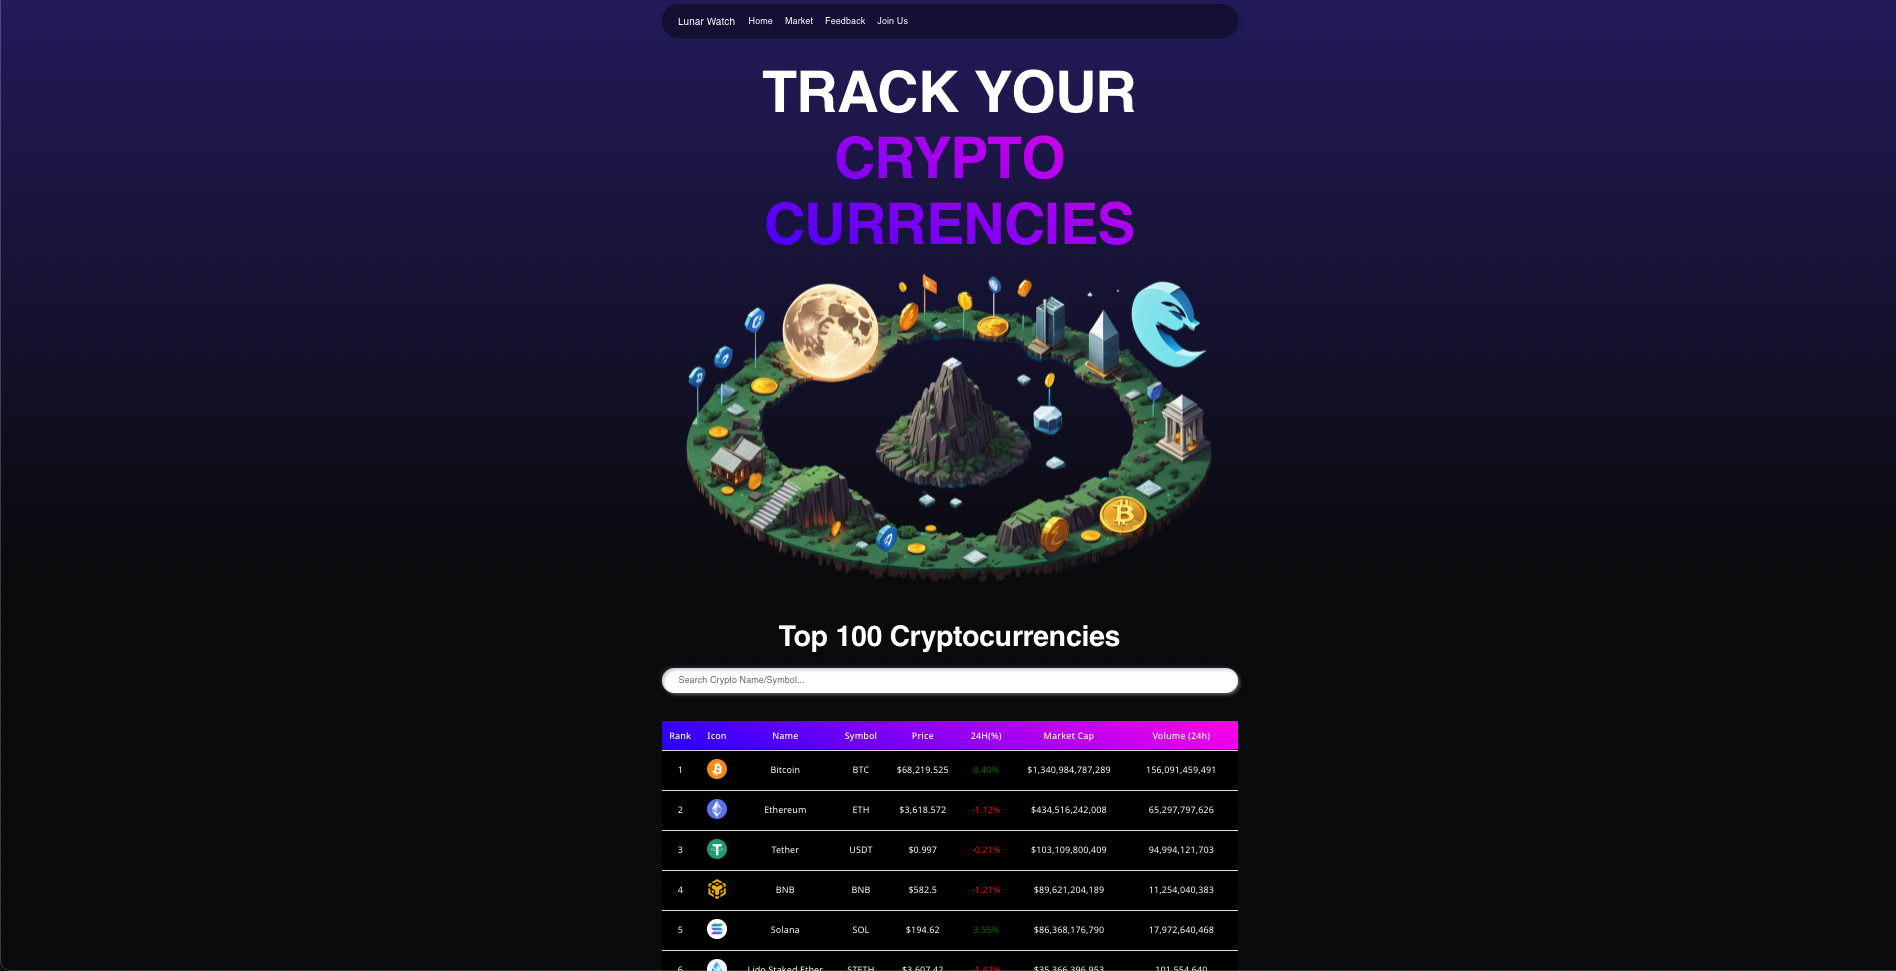 Lunar Watch Home Market Feedback Join Us
TRACK YOUR
CRYPTO
CURRENCIES
Top 100 Cryptocurrencies
Search Crypto Name/Symbol...
Rank Icon Name Symbol Price 24H(%) Market Cap Volume (24h)
1 Bitcoin BTC $68,219.525 0.40% $1,340,984,787,289 156,091,459,491
2 Ethereum ETH $3,618.572 -1.12% $434,516,242,008 65,297,797,626
3 Tether USDT $0.997 -0.21% $103,109,800,409 94,994,121,703
4 BNB BNB $582.5 -1.21% $89,621,204,189 11,254,040,383
5 Solana SOL $194.62 3.55% $86,368,176,790 17,972,640,468
6 Lido Staked Ether STETH $3,607.42 -1.42% $35,366,396,953 101,554,640